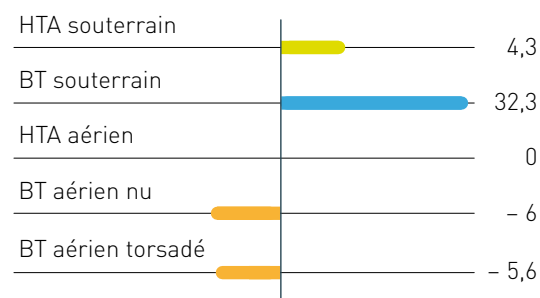 HTA souterrain
4,3
BT souterrain
32,3
HTA aérien
0
BT aérien nu
– 6
BT aérien torsadé
– 5,6